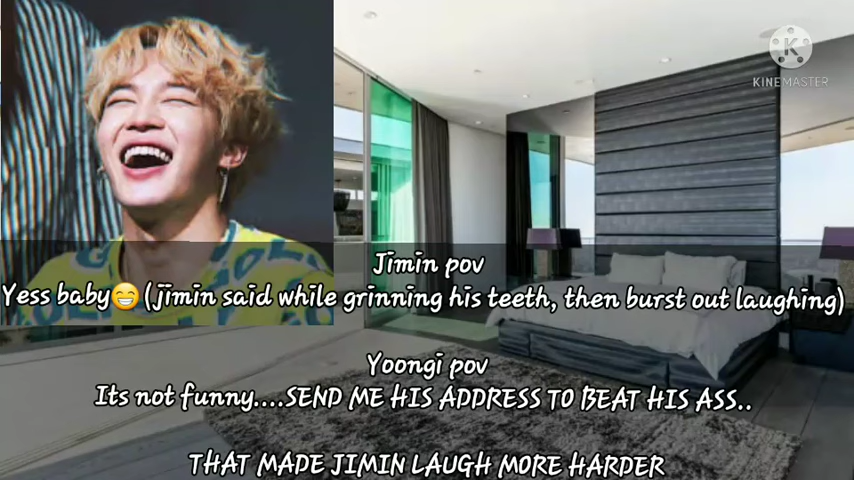 KINEMASTER
Jimin pov
Yess baby😁(jimin said while grinning his teeth, then burst out laughing)
Yoongi pov
Its not funny....SEND ME HIS ADDRESS TO BEAT HIS ASS..
THAT MADE JIMIN LAUGH MORE HARDER